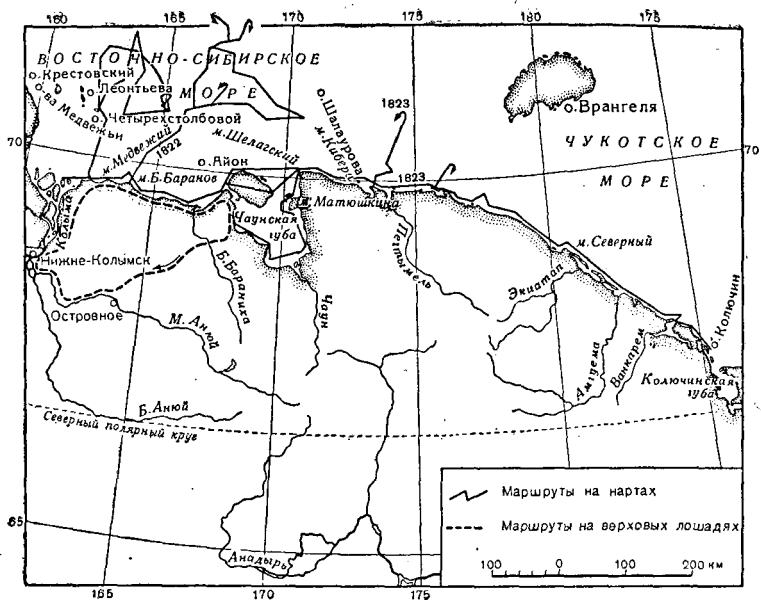 160
165
170
175
180
175
ВОСТОЧНО-СИБИРСКОЕ
МОРЕ
о.Крестовский
о.Леонтьева
о-ва Медвежьи
о.Четырехстолбовой
м.Медвежий
1822
м.Шелагский
о.Шалаурова
м.Кибера
1823
о.Врангеля
ЧУКОТСКОЕ
МОРЕ
70
70
о.Айон
м.Б.Баранов
1823
Колыма
Чаунская
губа
Матюшкина
м.Северный
Нижне-Колымск
Островное
Б.Бараниха
М.Анюй
Чаун
Пегтымель
Экиатап
Амгуема
Ванкарем
о.Колючин
Колючинская
губа
Б.Анюй
Северный полярный круг
65
Анадырь
Маршруты на нартах
Маршруты на верховых лошадях
100 0 100 200 км
165
170
175